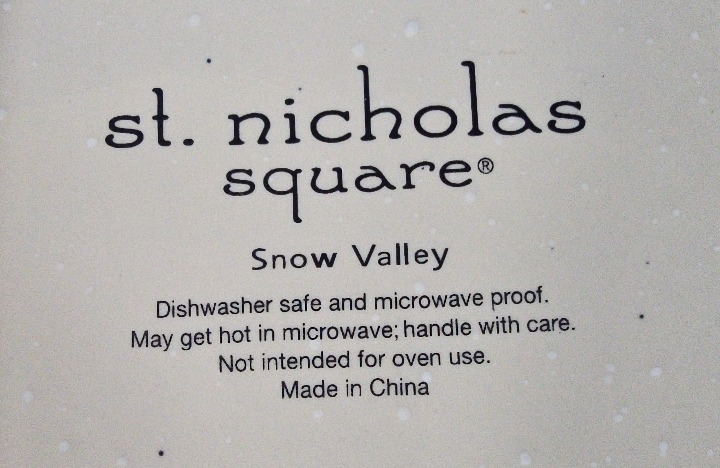 st. nicholas
square®
Snow Valley
Dishwasher safe and microwave proof.
May get hot in microwave; handle with care.
Not intended for oven use.
Made in China